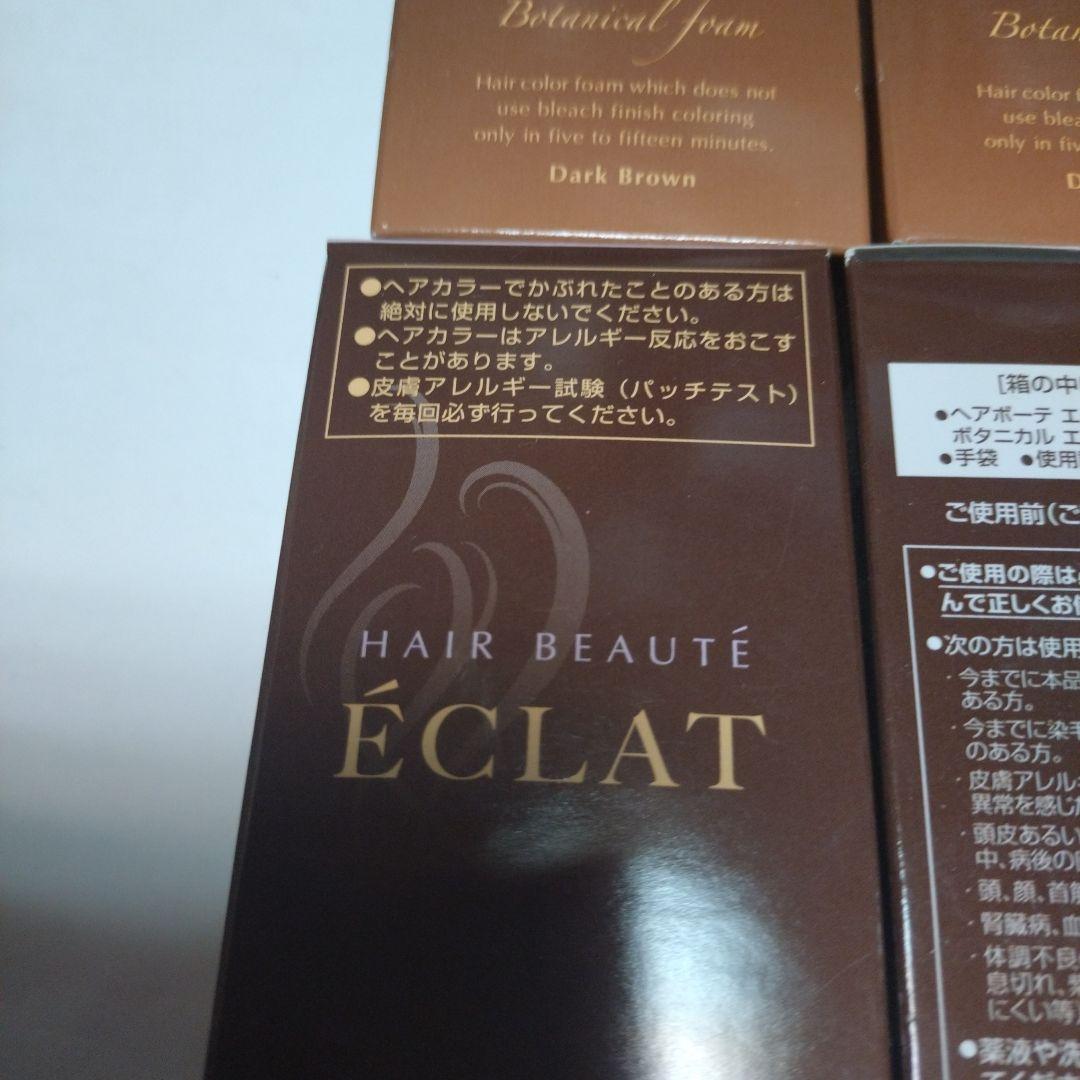 Botanical foam
Hair color foam which does not
use bleach finish coloring
only in five to fifteen minutes.
Dark Brown
Hair color
use
only in
●ヘアカラーでかぶれたことのある方は
絶対に使用しないでください。
●ヘアカラーはアレルギー反応をおこす
ことがあります。
●皮膚アレルギー試験（パッチテスト）
を毎回必ず行ってください。
HAIR BEAUTÉ
ÉCLAT
[箱の中
●ヘアボーテ エ
ボタニカル エ
●手袋 ●使用
ご使用前(ご
●ご使用の際は
んで正しくお
●次の方は使用
・今までに本品
ある方。
・今までに染毛
のある方。
・皮膚アレル
異常を感じ
・頭皮あるい
中、病後の
・頭、顔、首
・腎臓病、血
・体調不良
息切れ、
にくい等
●薬液や洗